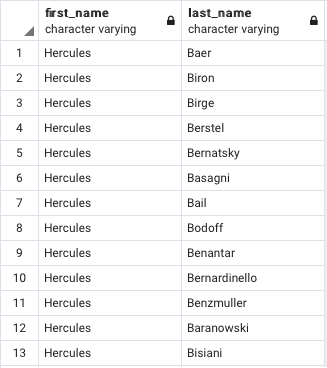 first_name last_name
character varying character varying
1 Hercules Baer
2 Hercules Biron
3 Hercules Birge
4 Hercules Berstel
5 Hercules Bernatsky
6 Hercules Basagni
7 Hercules Bail
8 Hercules Bodoff
9 Hercules Benantar
10 Hercules Bernardinello
11 Hercules Benzmuller
12 Hercules Baranowski
13 Hercules Bisiani